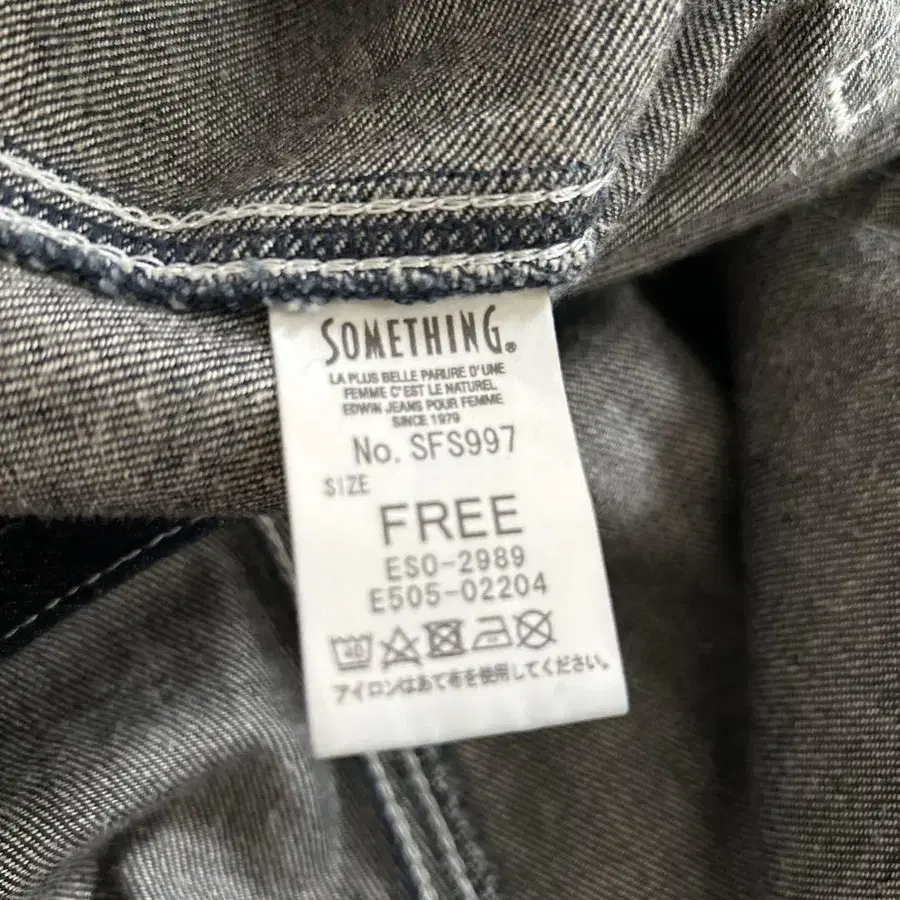 SOMETHING®
LA PLUS BELLE PARURE D'UNE
FEMME C'EST LE NATUREL
EDWIN JEANS POUR FEMME
SINCE 1979
No. SFS997
SIZE
FREE
ESO-2989
E505-02204
40
アイロンはあて布を使用してください。